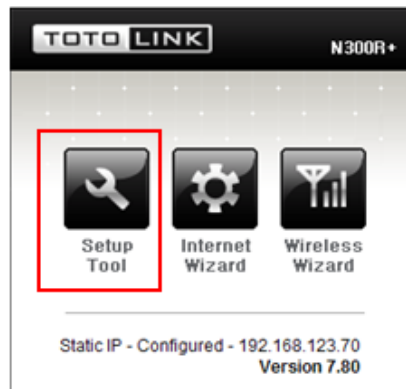 TOTO LINK
N300R+
Setup Tool
Internet Wizard
Wireless Wizard
Static IP - Configured - 192.168.123.70
Version 7.80